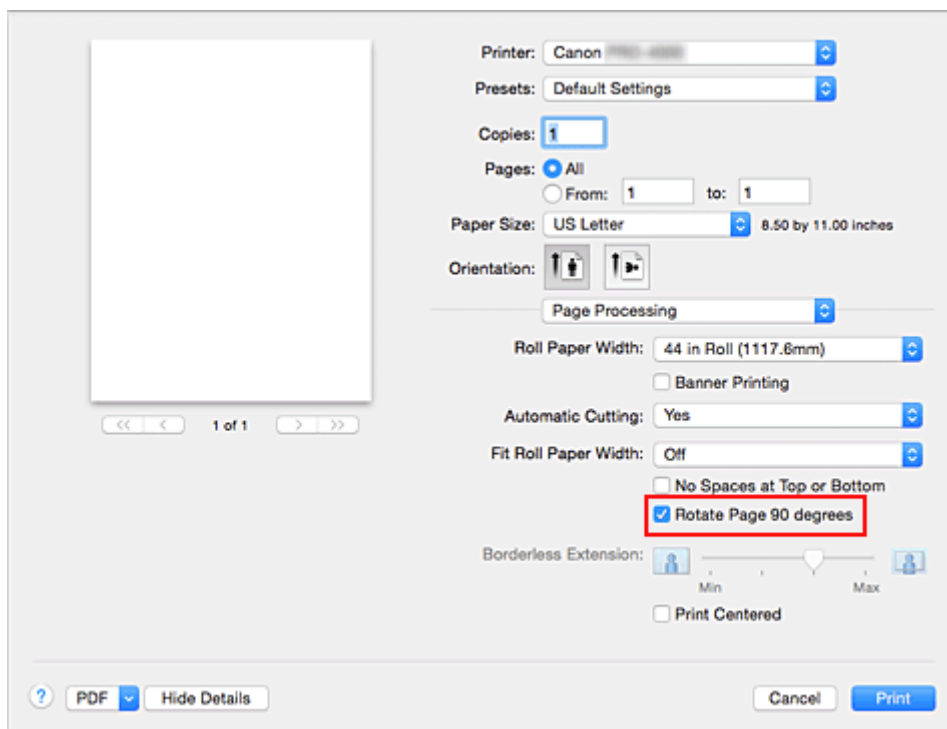 Printer: Canon
Presets: Default Settings
Copies: 1
Pages: All
From: 1 to: 1
Paper Size: US Letter 8.50 by 11.00 inches
Orientation:
Page Processing
Roll Paper Width: 44 in Roll (1117.6mm)
Banner Printing
1 of 1
Automatic Cutting: Yes
Fit Roll Paper Width: Off
No Spaces at Top or Bottom
Rotate Page 90 degrees
Borderless Extension:
Min Max
Print Centered
? PDF Hide Details Cancel Print